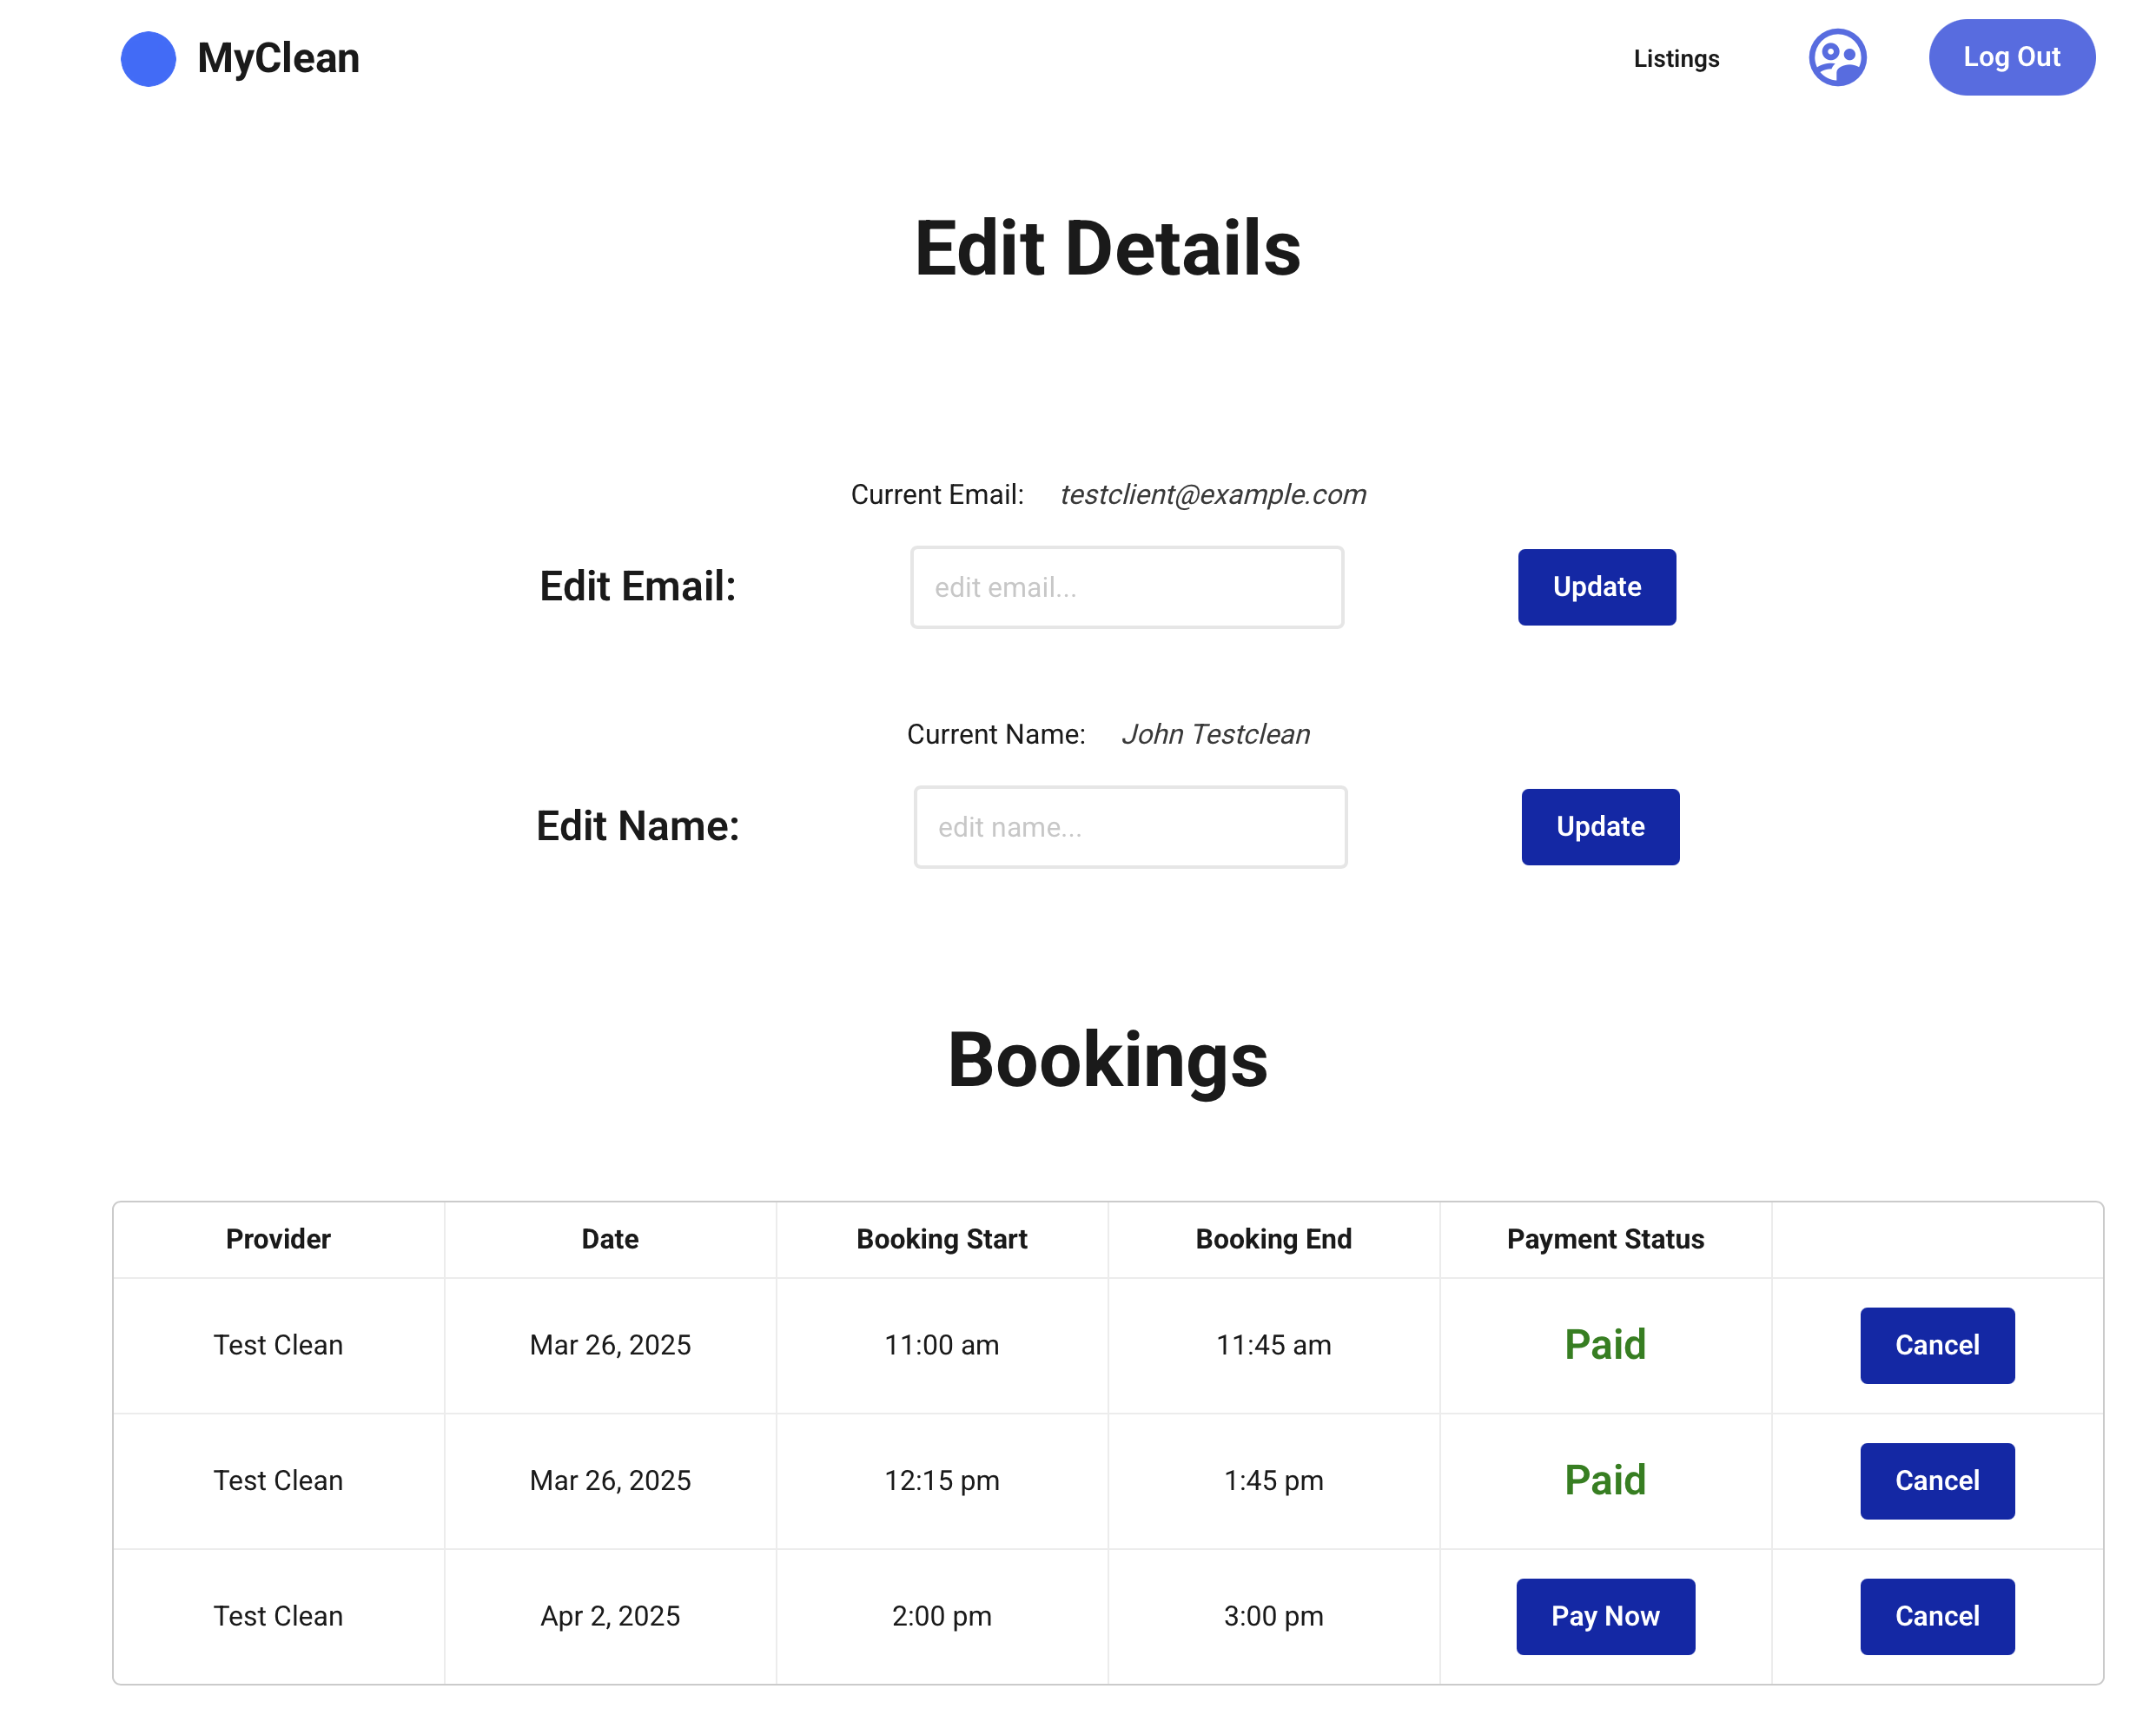 MyClean
Listings
Log Out
Edit Details
Current Email: testclient@example.com
Edit Email: edit email... Update
Current Name: John Testclean
Edit Name: edit name... Update
Bookings
Provider Date Booking Start Booking End Payment Status
Test Clean Mar 26, 2025 11:00 am 11:45 am Paid Cancel
Test Clean Mar 26, 2025 12:15 pm 1:45 pm Paid Cancel
Test Clean Apr 2, 2025 2:00 pm 3:00 pm Pay Now Cancel